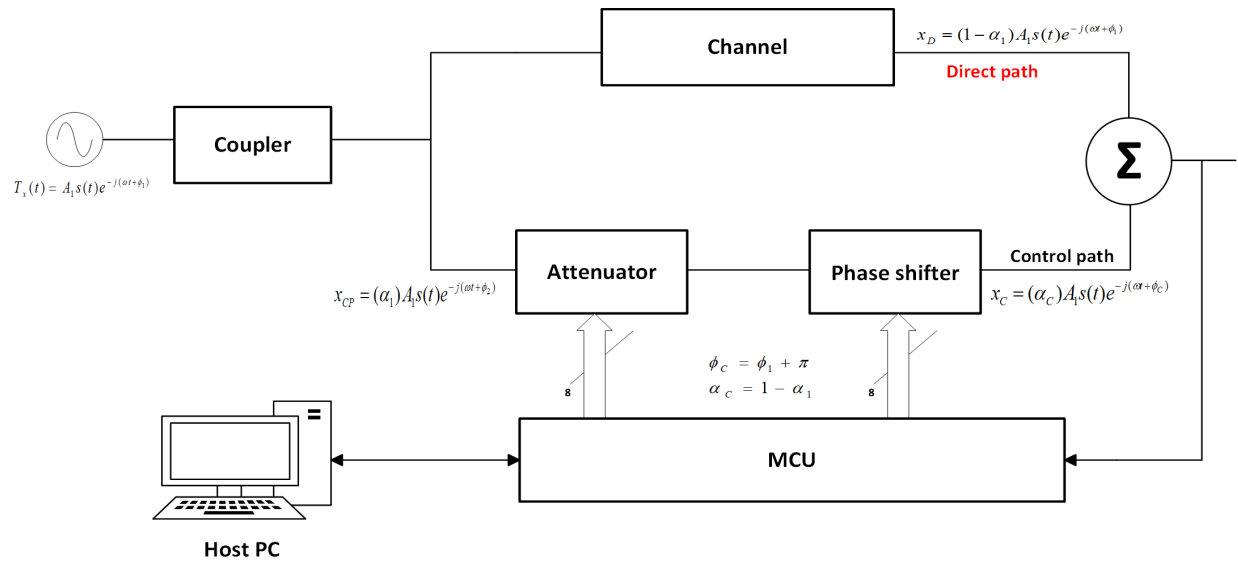 Channel
x_D = (1−α_1)A_1s(t)e^{−j(ωt+ϕ_1)}
Direct path
Coupler
T_x(t) = A_1s(t)e^{−j(ωt+ϕ_1)}
Σ
Attenuator
Phase shifter
Control path
x_{CP} = (α_1)A_1s(t)e^{−j(ωt+ϕ_2)}
x_C = (α_C)A_1s(t)e^{−j(ωt+ϕ_C)}
ϕ_C = ϕ_1 + π
α_C = 1 − α_1
8
8
MCU
Host PC